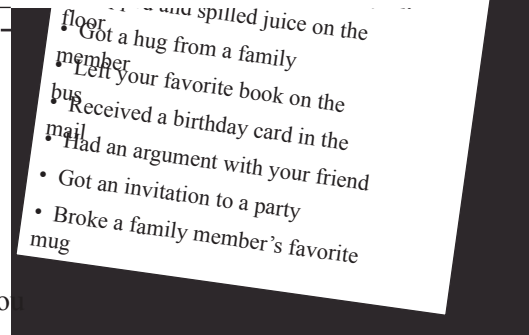 and spilled juice on the
floor
• Got a hug from a family
member
• Left your favorite book on the
bus
• Received a birthday card in the
mail
• Had an argument with your friend
• Got an invitation to a party
• Broke a family member’s favorite
mug
ou